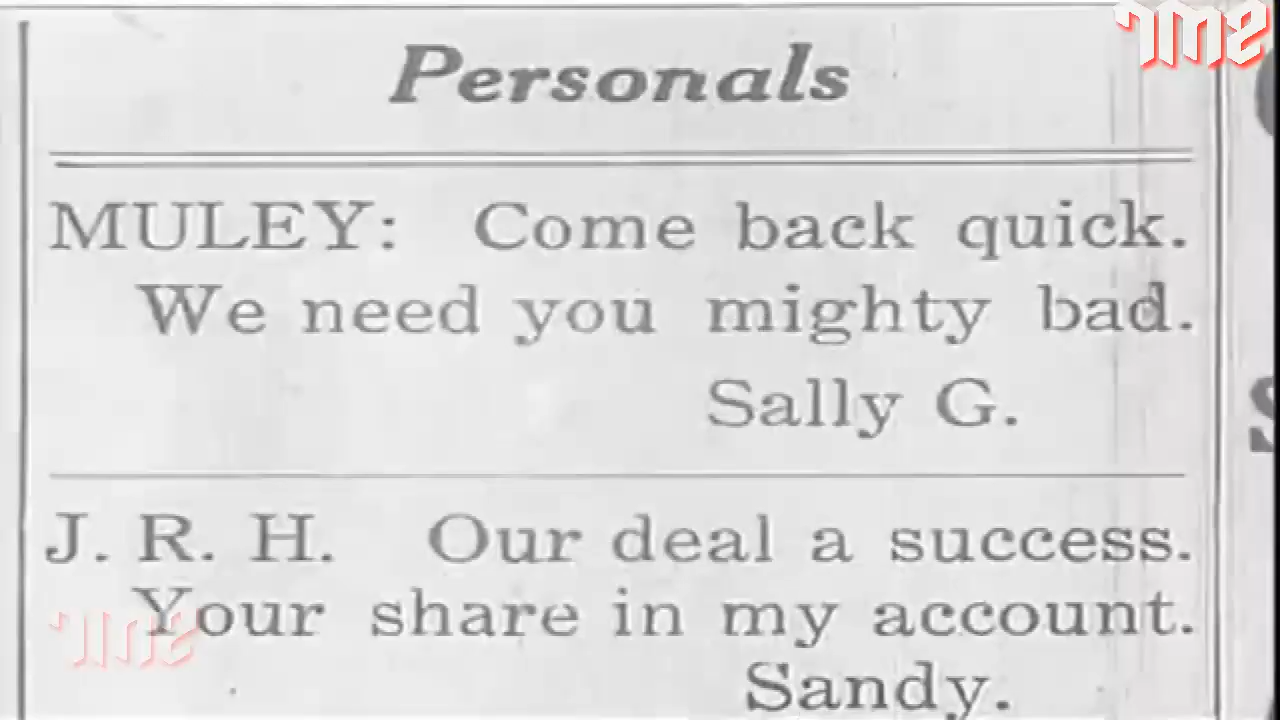 Personals
MULEY: Come back quick.
We need you mighty bad.
Sally G.
J. R. H. Our deal a success.
Your share in my account.
Sandy.